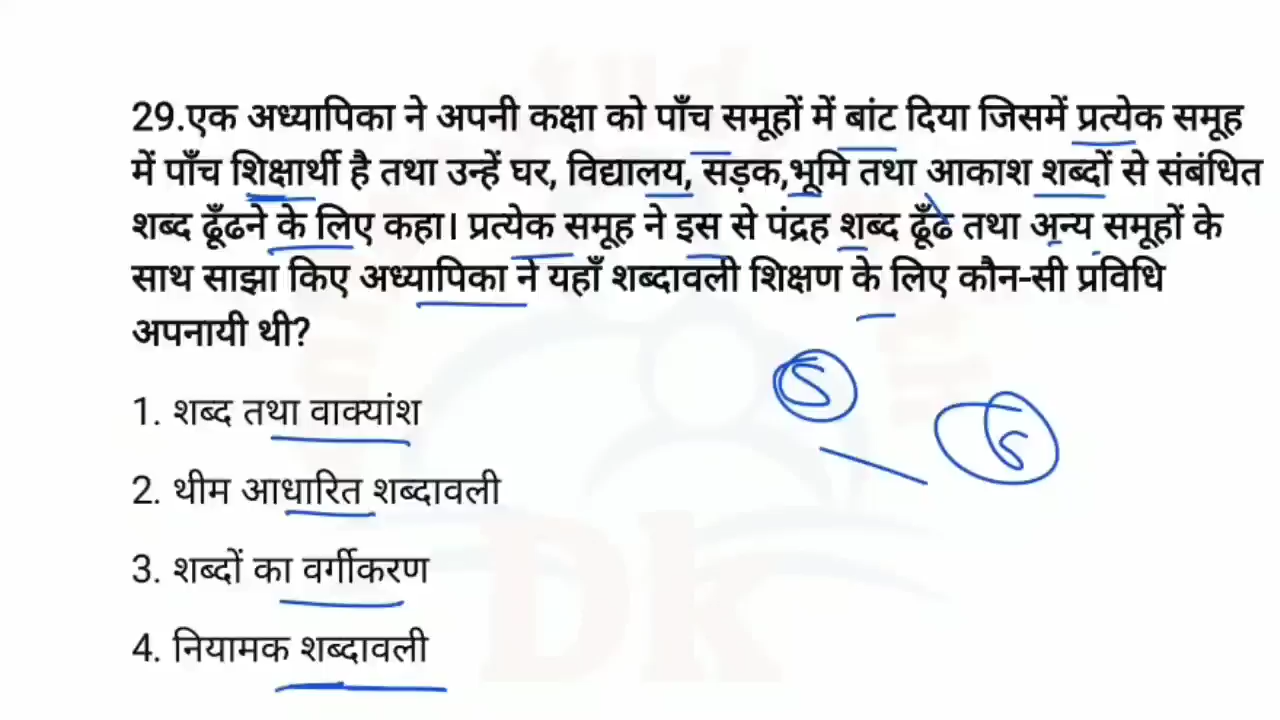 29.एक अध्यापिका ने अपनी कक्षा को पाँच समूहों में बांट दिया जिसमें प्रत्येक समूह
में पाँच शिक्षार्थी है तथा उन्हें घर, विद्यालय, सड़क,भूमि तथा आकाश शब्दों से संबंधित
शब्द ढूँढने के लिए कहा। प्रत्येक समूह ने इस से पंद्रह शब्द ढूँढे तथा अन्य समूहों के
साथ साझा किए अध्यापिका ने यहाँ शब्दावली शिक्षण के लिए कौन-सी प्रविधि
अपनायी थी?
1. शब्द तथा वाक्यांश
2. थीम आधारित शब्दावली
3. शब्दों का वर्गीकरण
4. नियामक शब्दावली
Dk